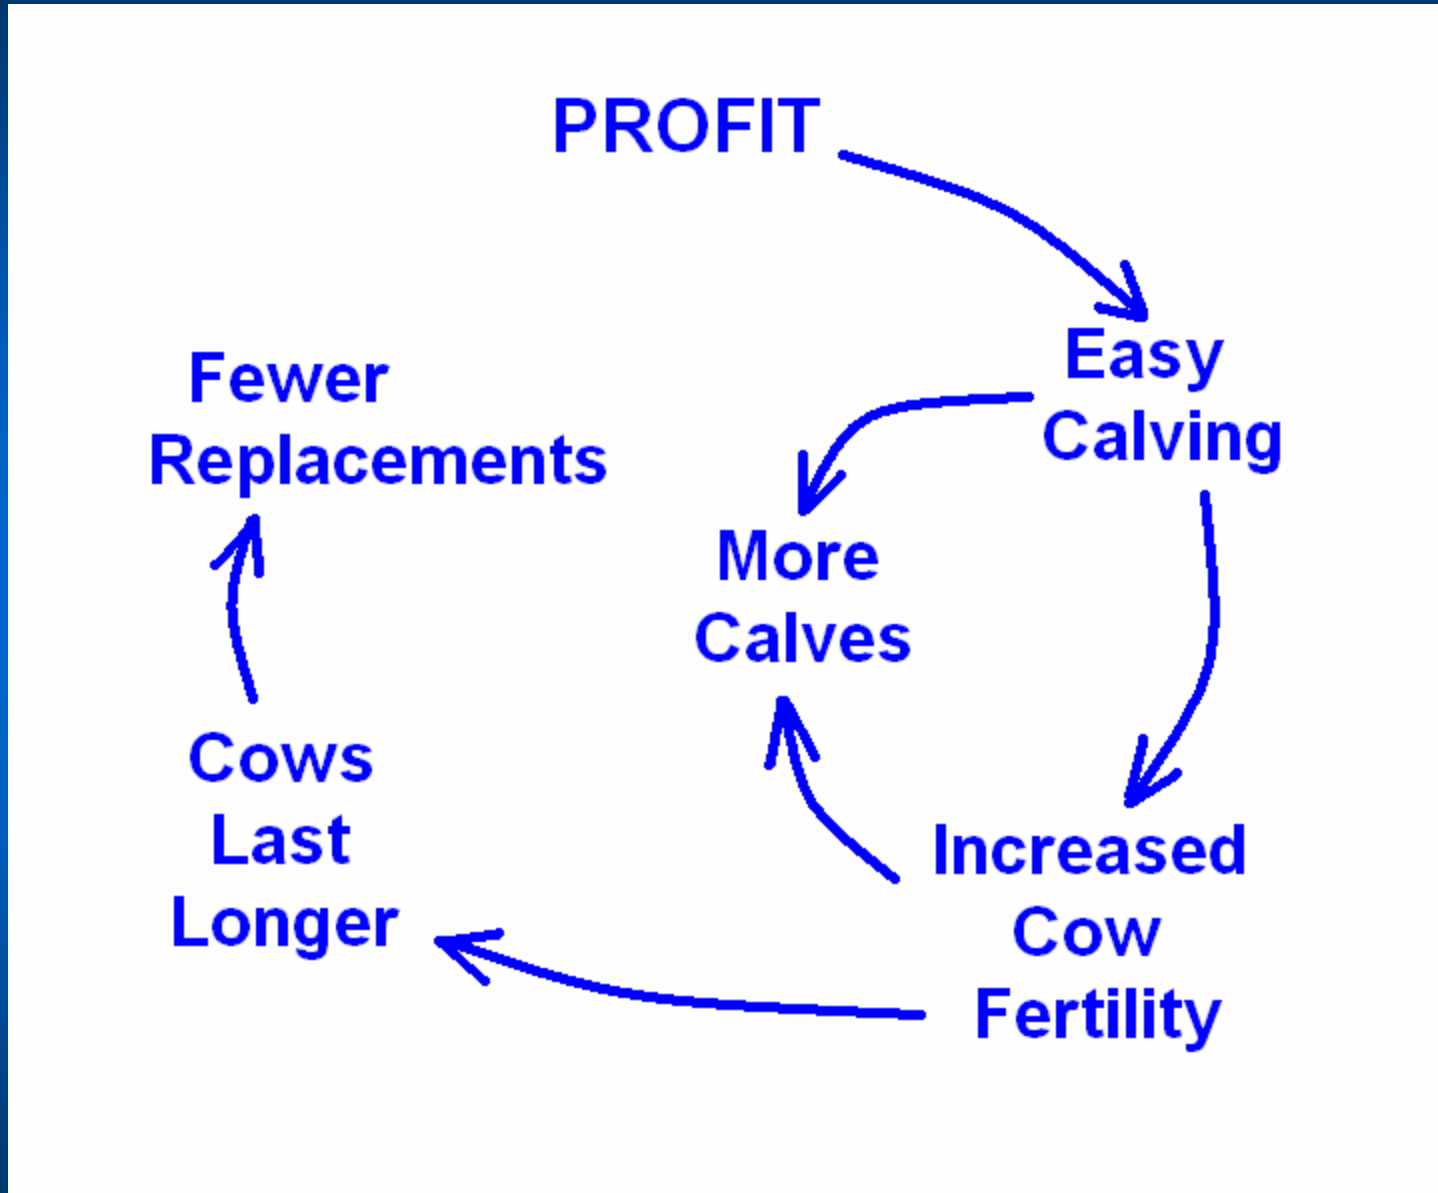 PROFIT
Easy
Calving
More
Calves
Increased
Cow
Fertility
Cows
Last
Longer
Fewer
Replacements